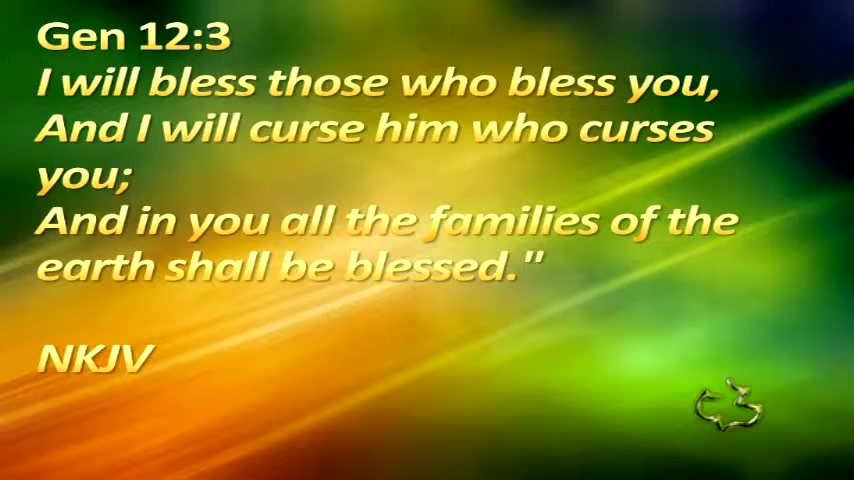 Gen 12:3
I will bless those who bless you,
And I will curse him who curses
you;
And in you all the families of the
earth shall be blessed."
NKJV